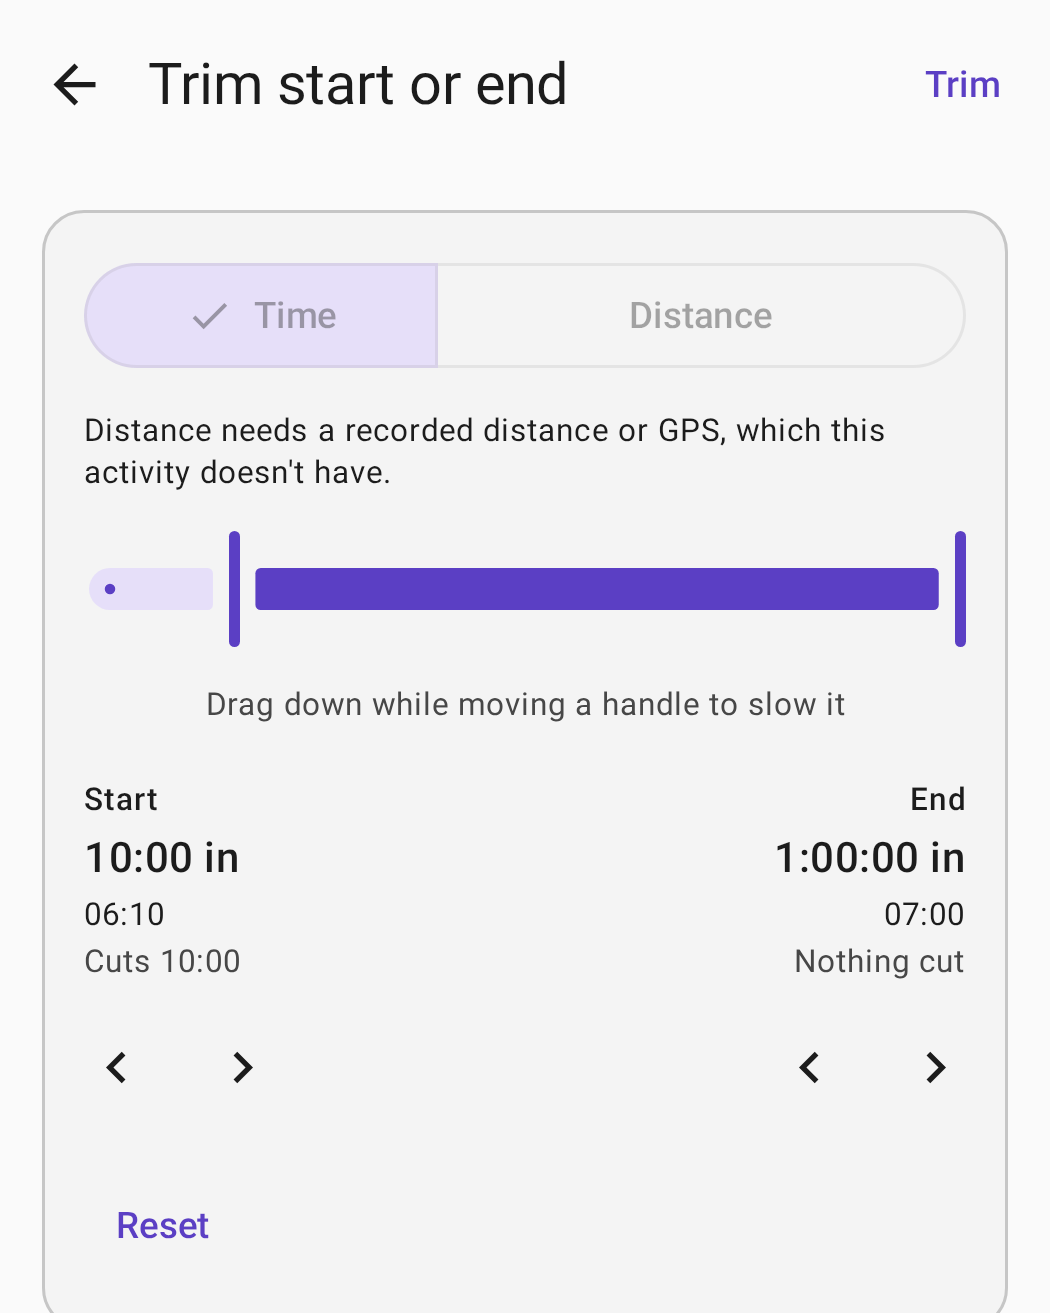 Trim start or end
Trim
Time
Distance
Distance needs a recorded distance or GPS, which this
activity doesn't have.
Drag down while moving a handle to slow it
Start
End
10:00 in
1:00:00 in
06:10
07:00
Cuts 10:00
Nothing cut
Reset